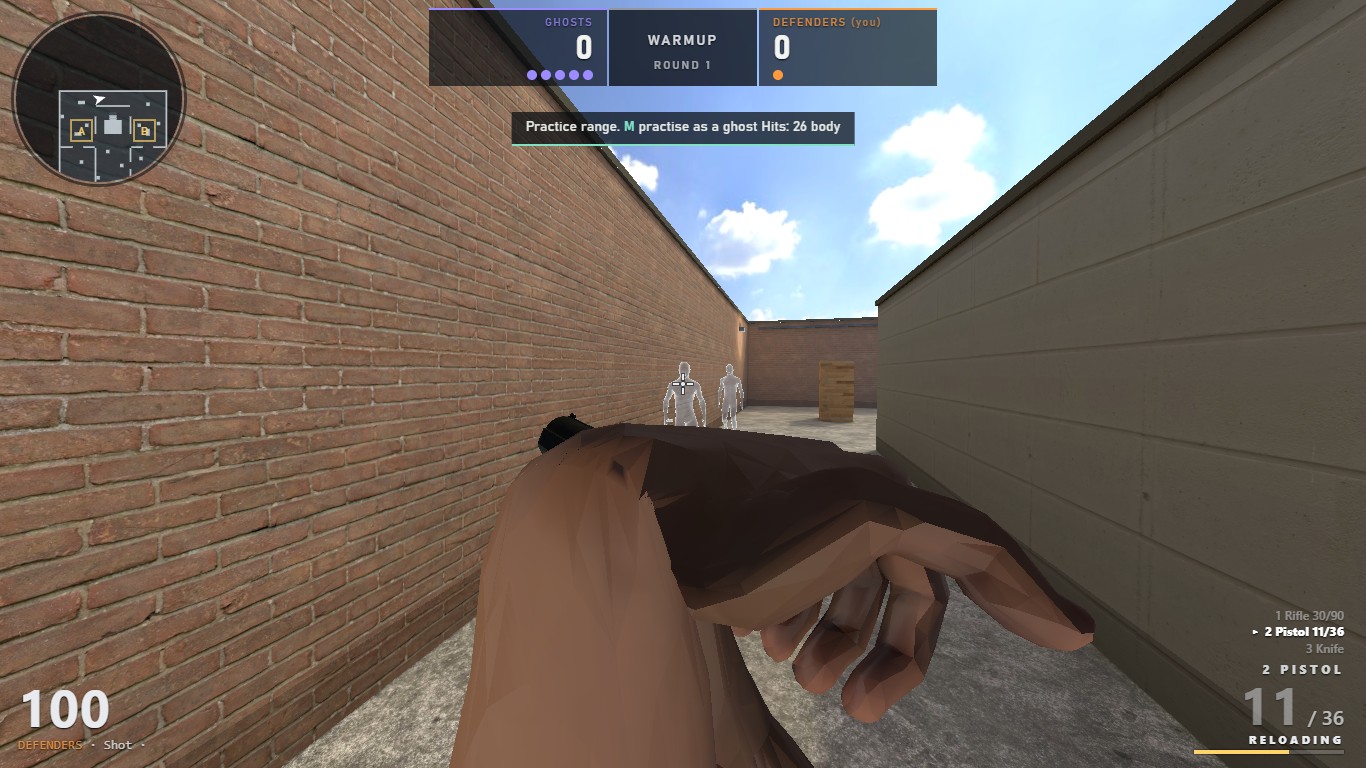 GHOSTS
0
WARMUP
ROUND 1
DEFENDERS (you)
0
Practice range. M practise as a ghost Hits: 26 body
A
B
1 Rifle 30/90
▸ 2 Pistol 11/36
3 Knife
2 PISTOL
11 / 36
RELOADING
100
DEFENDERS · Shot ·